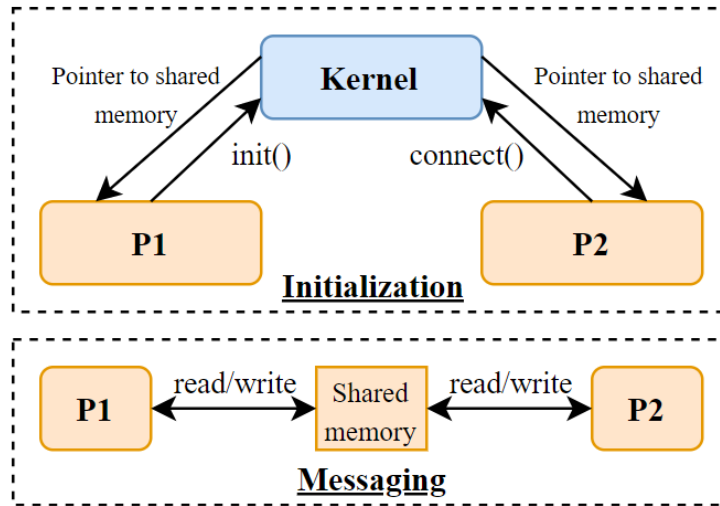 Kernel
Pointer to shared
memory
Pointer to shared
memory
init()
connect()
P1
P2
Initialization
P1
read/write
Shared
memory
read/write
P2
Messaging